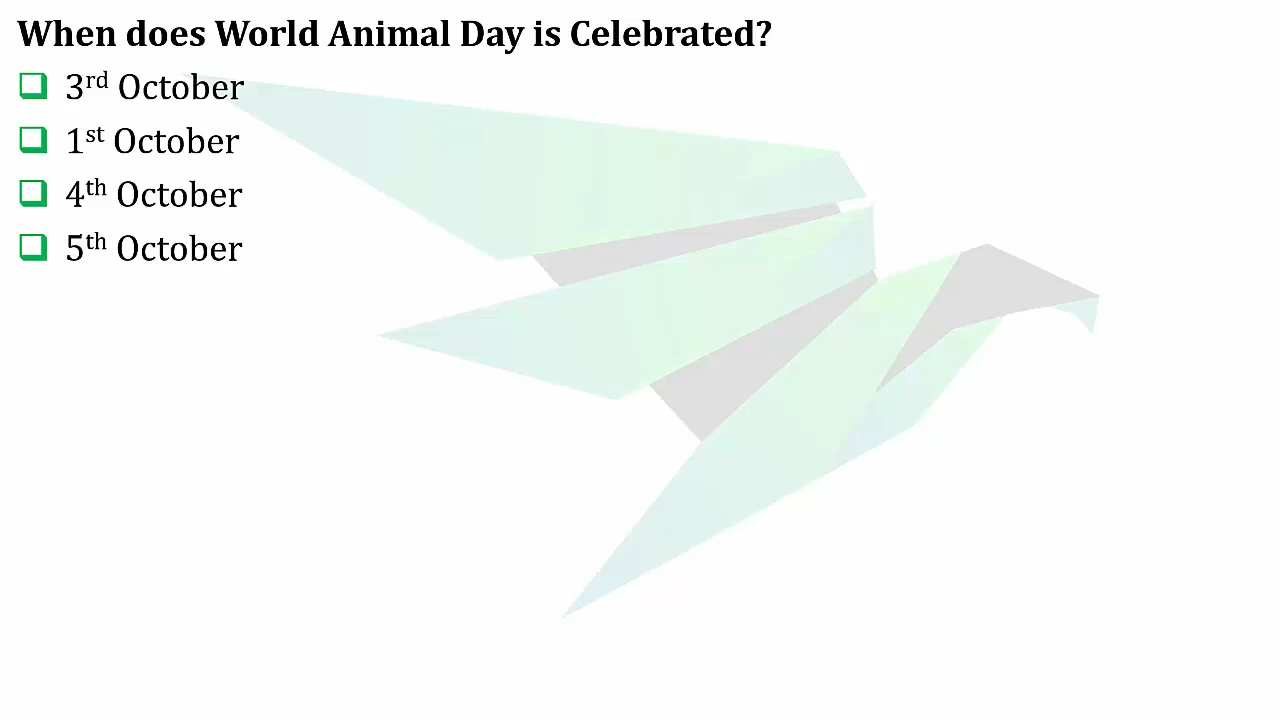 When does World Animal Day is Celebrated?
❑ 3rd October
❑ 1st October
❑ 4th October
❑ 5th October